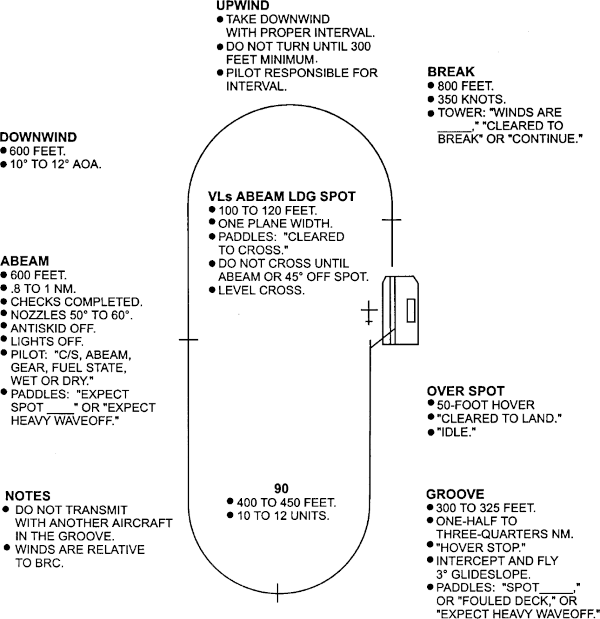 UPWIND
● TAKE DOWNWIND
WITH PROPER INTERVAL.
● DO NOT TURN UNTIL 300
FEET MINIMUM.
● PILOT RESPONSIBLE FOR
INTERVAL.
BREAK
● 800 FEET.
● 350 KNOTS.
● TOWER: "WINDS ARE
_____," "CLEARED TO
BREAK" OR "CONTINUE."
DOWNWIND
● 600 FEET.
● 10° TO 12° AOA.
VLs ABEAM LDG SPOT
● 100 TO 120 FEET.
● ONE PLANE WIDTH.
● PADDLES: "CLEARED
TO CROSS."
● DO NOT CROSS UNTIL
ABEAM OR 45° OFF SPOT.
● LEVEL CROSS.
ABEAM
● 600 FEET.
● .8 TO 1 NM.
● CHECKS COMPLETED.
● NOZZLES 50° TO 60°.
● ANTISKID OFF.
● LIGHTS OFF.
● PILOT: "C/S, ABEAM,
GEAR, FUEL STATE,
WET OR DRY."
● PADDLES: "EXPECT
SPOT ____" OR "EXPECT
HEAVY WAVEOFF."
OVER SPOT
● 50-FOOT HOVER
● "CLEARED TO LAND."
● "IDLE."
NOTES
● DO NOT TRANSMIT
WITH ANOTHER AIRCRAFT
IN THE GROOVE.
● WINDS ARE RELATIVE
TO BRC.
90
● 400 TO 450 FEET.
● 10 TO 12 UNITS.
GROOVE
● 300 TO 325 FEET.
● ONE-HALF TO
THREE-QUARTERS NM.
● "HOVER STOP."
● INTERCEPT AND FLY
3° GLIDESLOPE.
● PADDLES: "SPOT_____,"
OR "FOULED DECK," OR
"EXPECT HEAVY WAVEOFF."